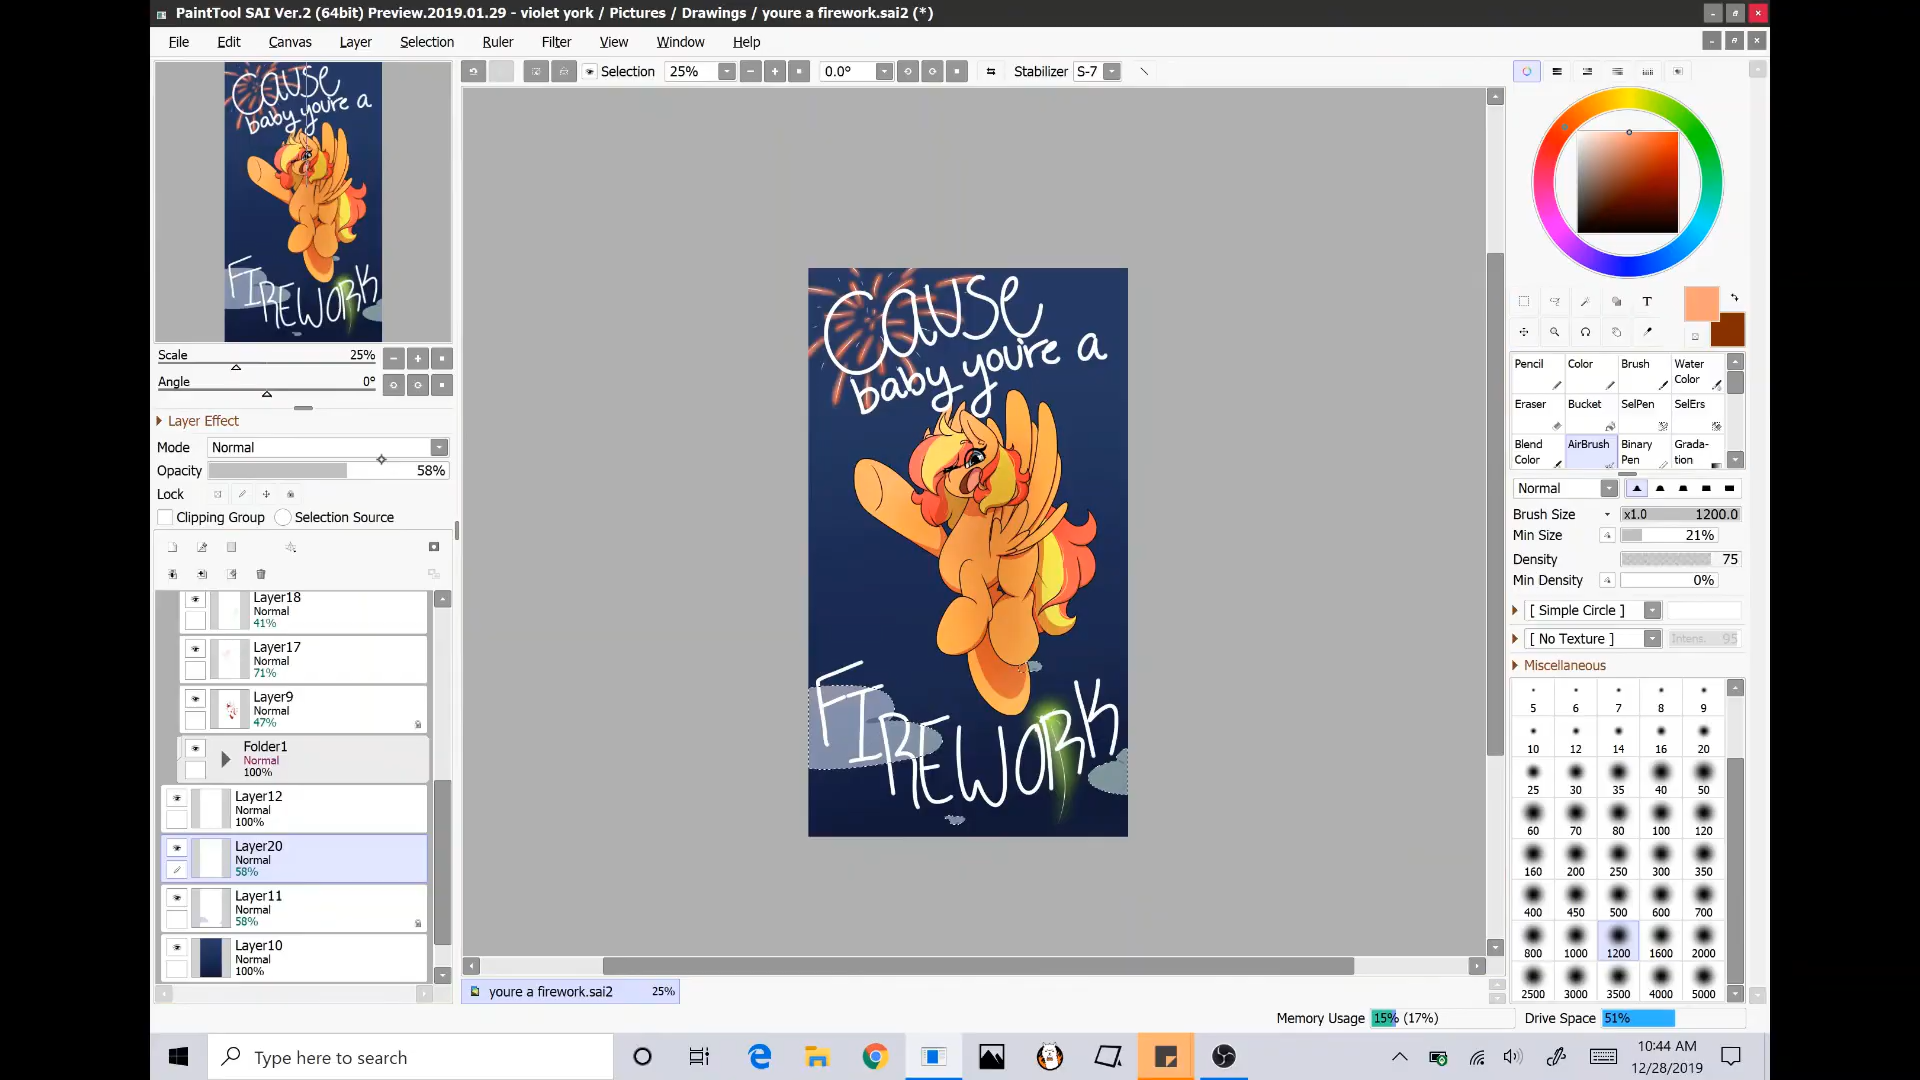 PaintTool SAI Ver.2 (64bit) Preview.2019.01.29 - violet york / Pictures / Drawings / youre a firework.sai2 (*)
File Edit Canvas Layer Selection Ruler Filter View Window Help
Selection 25% 0.0° Stabilizer S-7
CAUSE
baby you're a
FIREWORK
CAUSE
baby you're a
FIREWORK
Scale 25%
Angle 0°
Layer Effect
Mode Normal
Opacity 58%
Lock
Clipping Group Selection Source
Layer18
Normal
41%
Layer17
Normal
71%
Layer9
Normal
47%
Folder1
Normal
100%
Layer12
Normal
100%
Layer20
Normal
58%
Layer11
Normal
58%
Layer10
Normal
100%
youre a firework.sai2 25%
T
Pencil Color Brush Water Color
Eraser Bucket SelPen SelErs
Blend Color AirBrush Binary Pen Grada-tion
Normal
Brush Size x1.0 1200.0
Min Size 21%
Density 75
Min Density 0%
[ Simple Circle ]
[ No Texture ] Intens. 95
Miscellaneous
5 6 7 8 9
10 12 14 16 20
25 30 35 40 50
60 70 80 100 120
160 200 250 300 350
400 450 500 600 700
800 1000 1200 1600 2000
2500 3000 3500 4000 5000
Memory Usage 15% (17%) Drive Space 51%
Type here to search
10:44 AM
12/28/2019